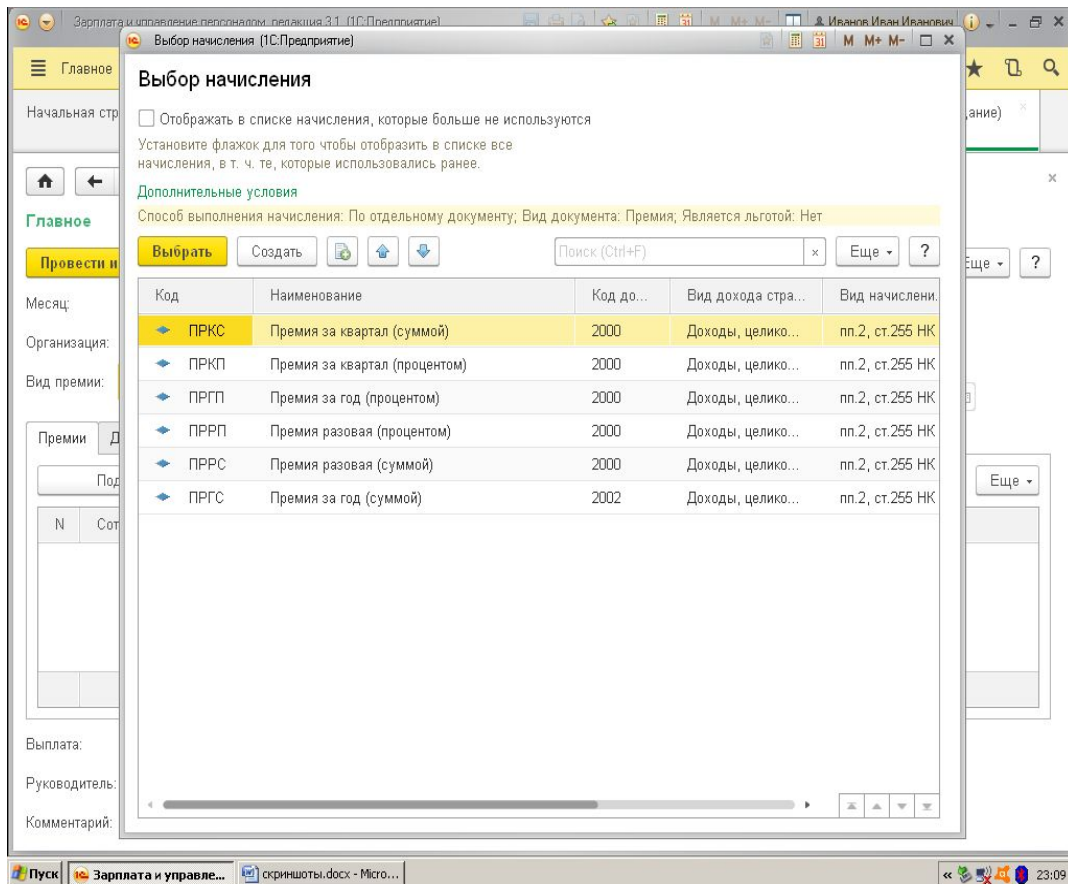 Зарплата и управление персоналом, редакция 3.1 (1С:Предприятие)
M M+ M-
Иванов Иван Иванович
Выбор начисления (1С:Предприятие)
31 M M+ M-
Главное
Выбор начисления
Начальная стр
ание)
Отображать в списке начисления, которые больше не используются
Установите флажок для того чтобы отобразить в списке все
начисления, в т. ч. те, которые использовались ранее.
Дополнительные условия
Главное
Способ выполнения начисления: По отдельному документу; Вид документа: Премия; Является льготой: Нет
Провести и
Выбрать Создать Поиск (Ctrl+F) x Еще ?
Еще ?
Месяц:
Код Наименование Код до... Вид дохода стра... Вид начислени.
ПРКС Премия за квартал (суммой) 2000 Доходы, целико... пп.2, ст.255 НК
Организация:
ПРКП Премия за квартал (процентом) 2000 Доходы, целико... пп.2, ст.255 НК
Вид премии:
ПРГП Премия за год (процентом) 2000 Доходы, целико... пп.2, ст.255 НК
ПРРП Премия разовая (процентом) 2000 Доходы, целико... пп.2, ст.255 НК
Премии Д
ПРРС Премия разовая (суммой) 2000 Доходы, целико... пп.2, ст.255 НК
Под
Еще
ПРГС Премия за год (суммой) 2002 Доходы, целико... пп.2, ст.255 НК
N Сот
Выплата:
Руководитель:
Комментарий:
Пуск Зарплата и управле... скриншоты.docx - Micro... « 23:09